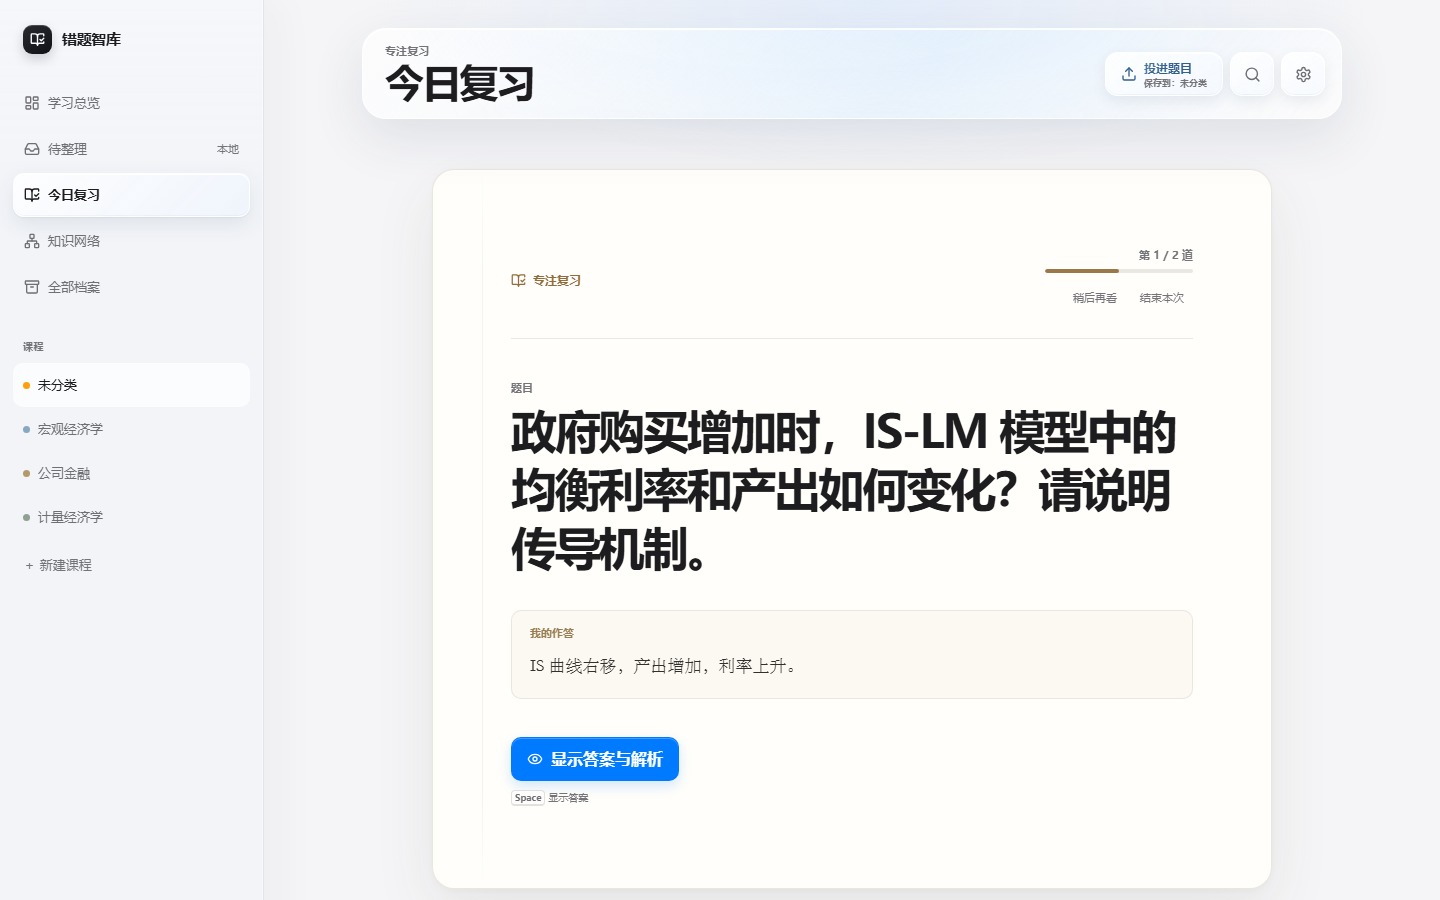 错题智库
学习总览
待整理
本地
今日复习
知识网络
全部档案
课程
未分类
宏观经济学
公司金融
计量经济学
+ 新建课程
专注复习
今日复习
投进题目
保存到：未分类
专注复习
第 1 / 2 道
稍后再看
结束本次
题目
政府购买增加时，IS-LM 模型中的
均衡利率和产出如何变化？请说明
传导机制。
我的作答
IS 曲线右移，产出增加，利率上升。
显示答案与解析
Space 显示答案